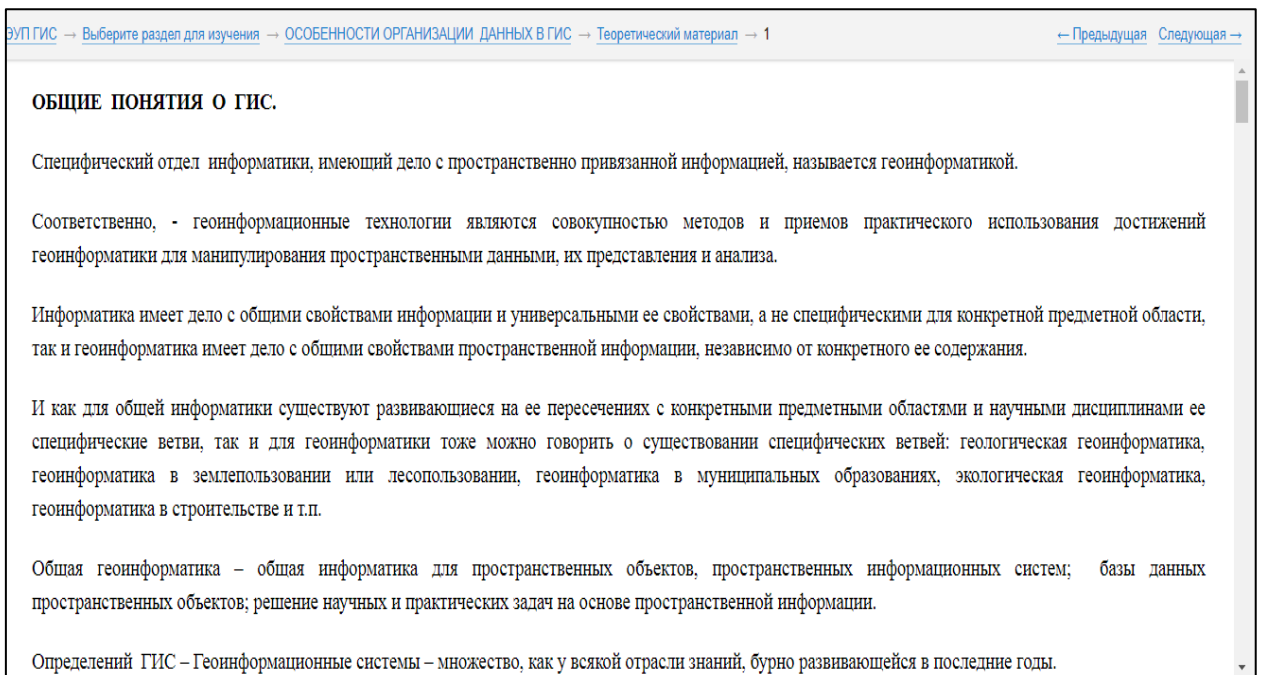 ЭУП ГИС → Выберите раздел для изучения → ОСОБЕННОСТИ ОРГАНИЗАЦИИ ДАННЫХ В ГИС → Теоретический материал → 1 ← Предыдущая Следующая →
ОБЩИЕ ПОНЯТИЯ О ГИС.
Специфический отдел информатики, имеющий дело с пространственно привязанной информацией, называется геоинформатикой.
Соответственно, - геоинформационные технологии являются совокупностью методов и приемов практического использования достижений
геоинформатики для манипулирования пространственными данными, их представления и анализа.
Информатика имеет дело с общими свойствами информации и универсальными ее свойствами, а не специфическими для конкретной предметной области,
так и геоинформатика имеет дело с общими свойствами пространственной информации, независимо от конкретного ее содержания.
И как для общей информатики существуют развивающиеся на ее пересечениях с конкретными предметными областями и научными дисциплинами ее
специфические ветви, так и для геоинформатики тоже можно говорить о существовании специфических ветвей: геологическая геоинформатика,
геоинформатика в землепользовании или лесопользовании, геоинформатика в муниципальных образованиях, экологическая геоинформатика,
геоинформатика в строительстве и т.п.
Общая геоинформатика – общая информатика для пространственных объектов, пространственных информационных систем; базы данных
пространственных объектов; решение научных и практических задач на основе пространственной информации.
Определений ГИС – Геоинформационные системы – множество, как у всякой отрасли знаний, бурно развивающейся в последние годы.